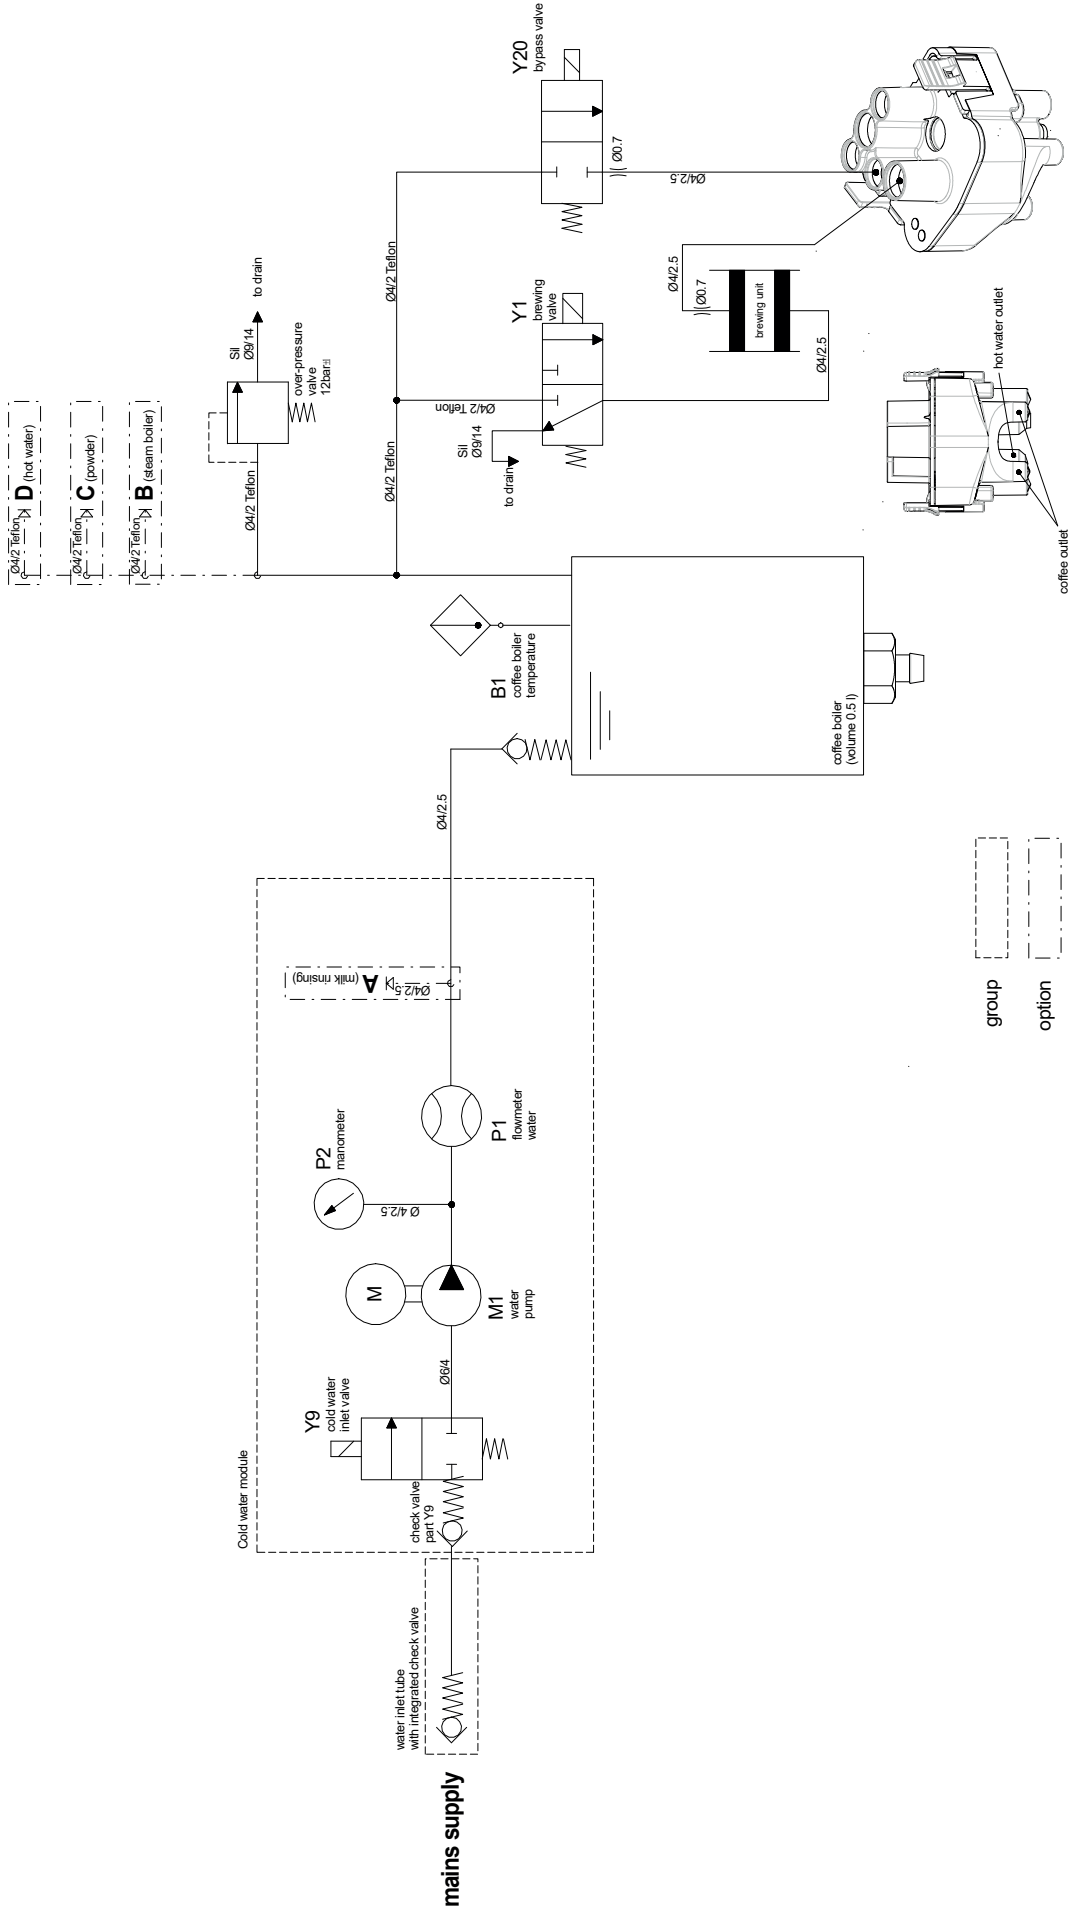 mains supply
water inlet tube
with integrated check valve
Cold water module
check valve
part Y9
Y9
cold water
inlet valve
Ø6/4
M
M1
water
pump
P2
manometer
Ø 4/2.5
P1
flowmeter
water
A (milk rinsing)
Ø4/2.5
Ø4/2.5
B1
coffee boiler
temperature
coffee boiler
(volume 0.5 l)
Ø4/2 Teflon
D (hot water)
Ø4/2 Teflon
C (powder)
Ø4/2 Teflon
B (steam boiler)
Ø4/2 Teflon
Sil
Ø9/14
to drain
over-pressure
valve
12bar
Ø4/2 Teflon
Ø4/2 Teflon
Ø4/2 Teflon
Sil
Ø9/14
to drain
Y1
brewing
valve
Y20
bypass valve
Ø0.7
Ø4/2.5
Ø4/2.5
Ø0.7
brewing unit
Ø4/2.5
hot water outlet
coffee outlet
group
option